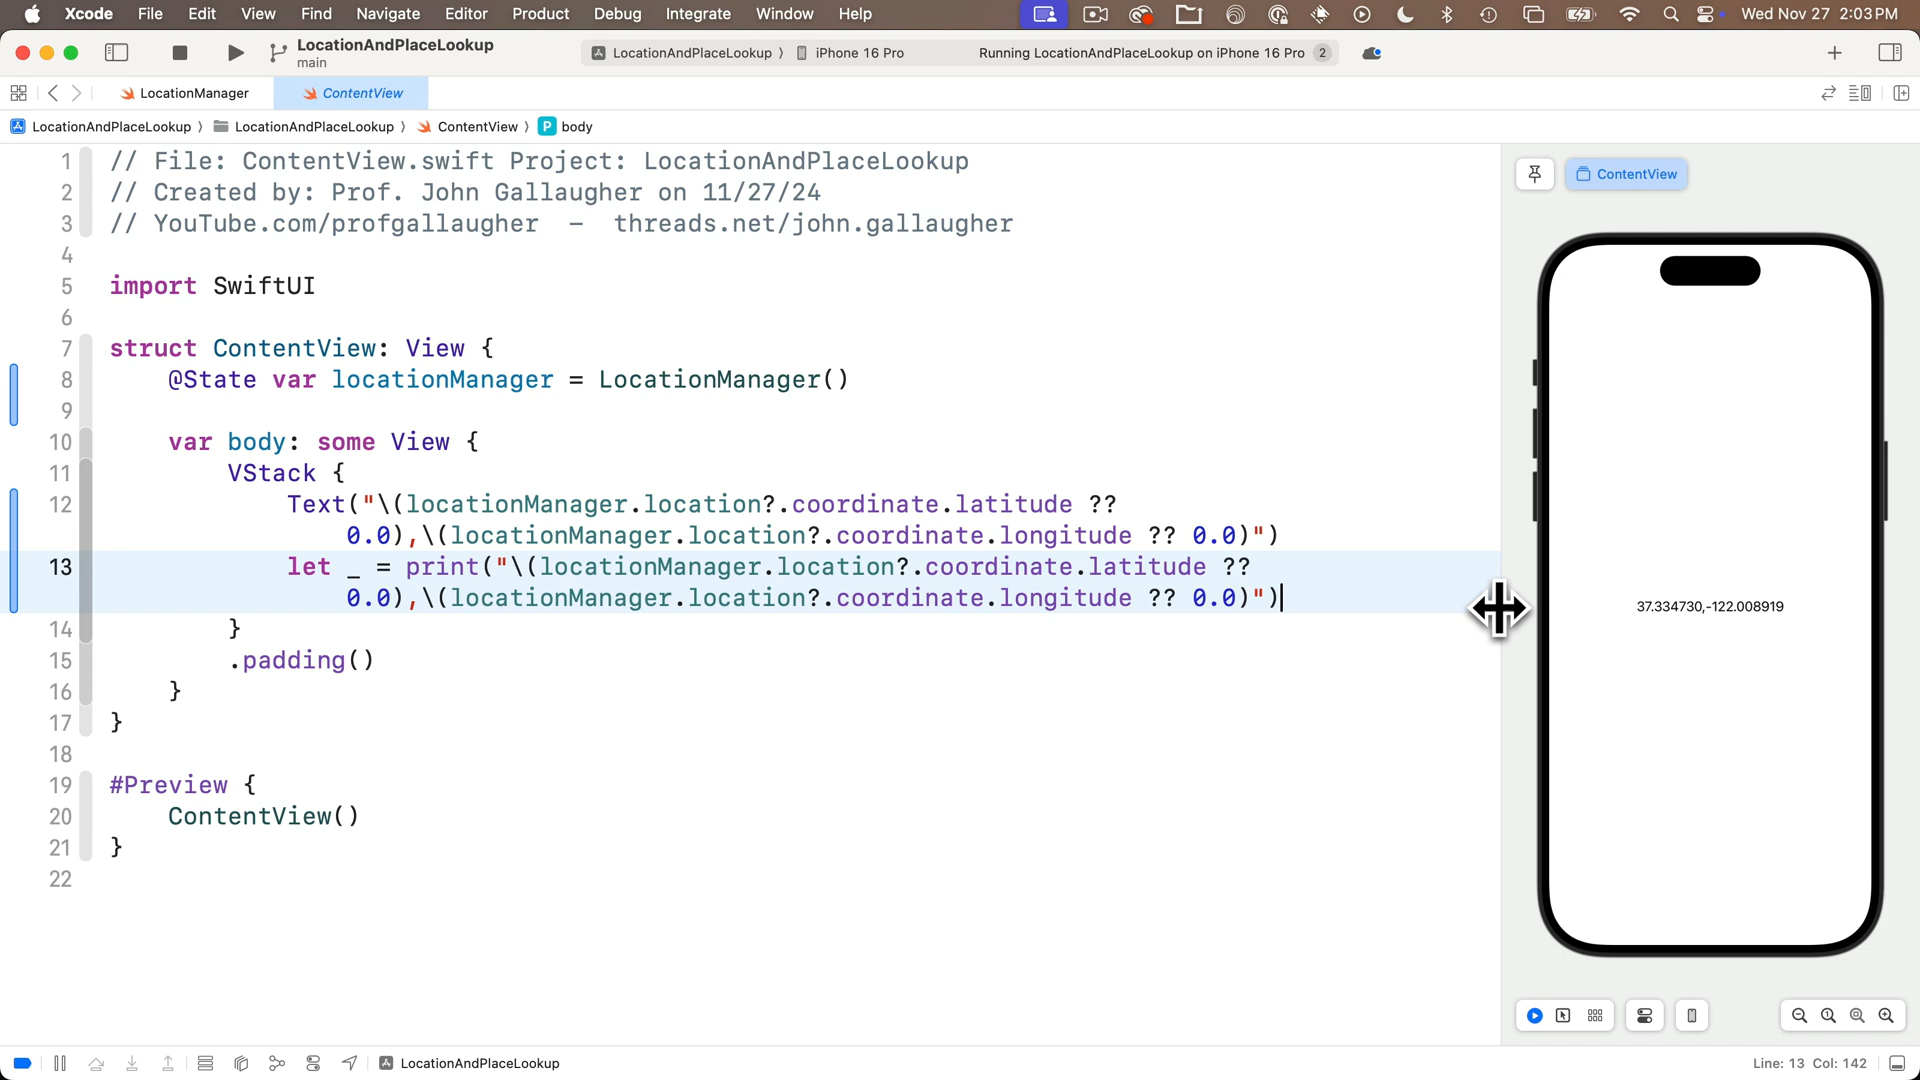 Xcode File Edit View Find Navigate Editor Product Debug Integrate Window Help Wed Nov 27 2:03 PM
LocationAndPlaceLookup
main
LocationAndPlaceLookup ⟩ iPhone 16 Pro Running LocationAndPlaceLookup on iPhone 16 Pro 2
LocationManager ContentView
LocationAndPlaceLookup ⟩ LocationAndPlaceLookup ⟩ ContentView ⟩ P body
1 // File: ContentView.swift Project: LocationAndPlaceLookup
2 // Created by: Prof. John Gallaugher on 11/27/24
3 // YouTube.com/profgallaugher – threads.net/john.gallaugher
4
5 import SwiftUI
6
7 struct ContentView: View {
8 @State var locationManager = LocationManager()
9
10 var body: some View {
11 VStack {
12 Text("\(locationManager.location?.coordinate.latitude ??
0.0),\(locationManager.location?.coordinate.longitude ?? 0.0)")
13 let _ = print("\(locationManager.location?.coordinate.latitude ??
0.0),\(locationManager.location?.coordinate.longitude ?? 0.0)")
14 }
15 .padding()
16 }
17 }
18
19 #Preview {
20 ContentView()
21 }
22
ContentView
37.334730,-122.008919
LocationAndPlaceLookup
Line: 13 Col: 142